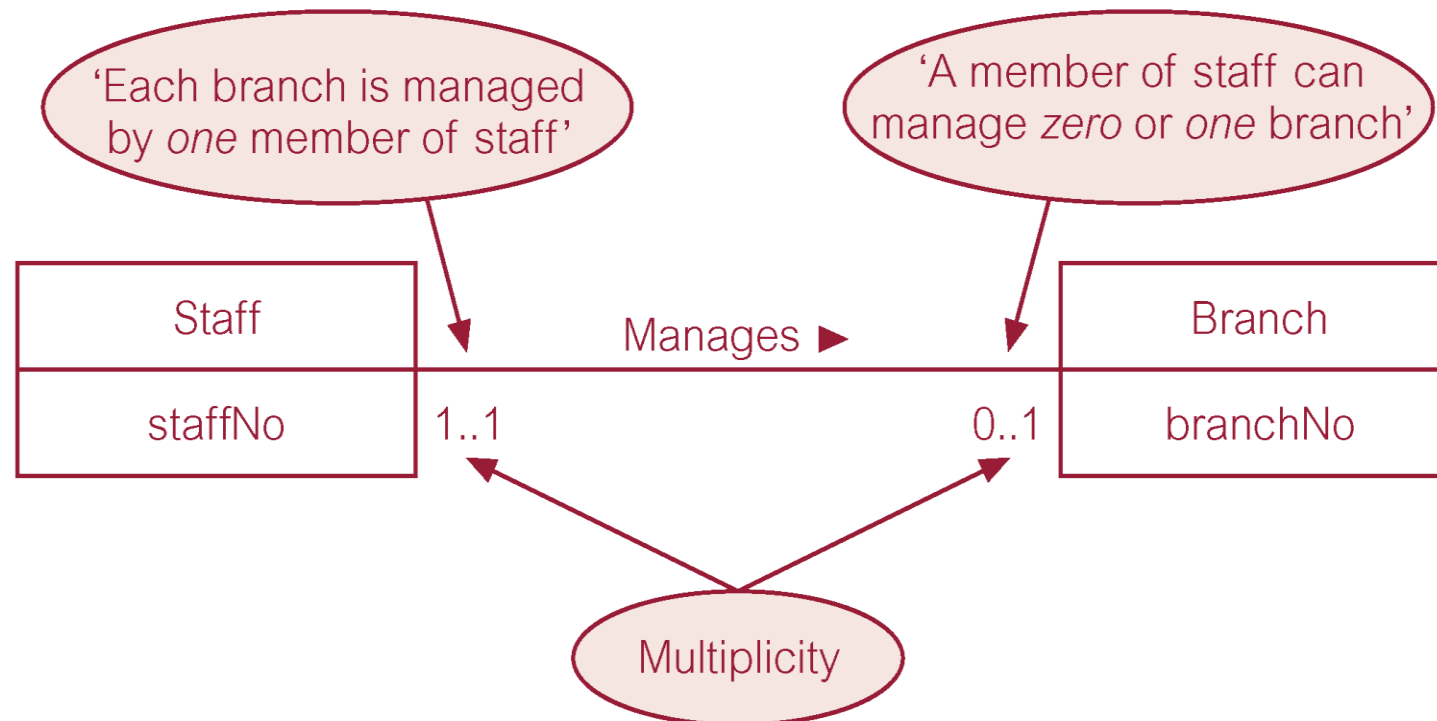 ‘Each branch is managed
by one member of staff’
‘A member of staff can
manage zero or one branch’
Staff
Manages ►
Branch
staffNo
1..1
0..1
branchNo
Multiplicity